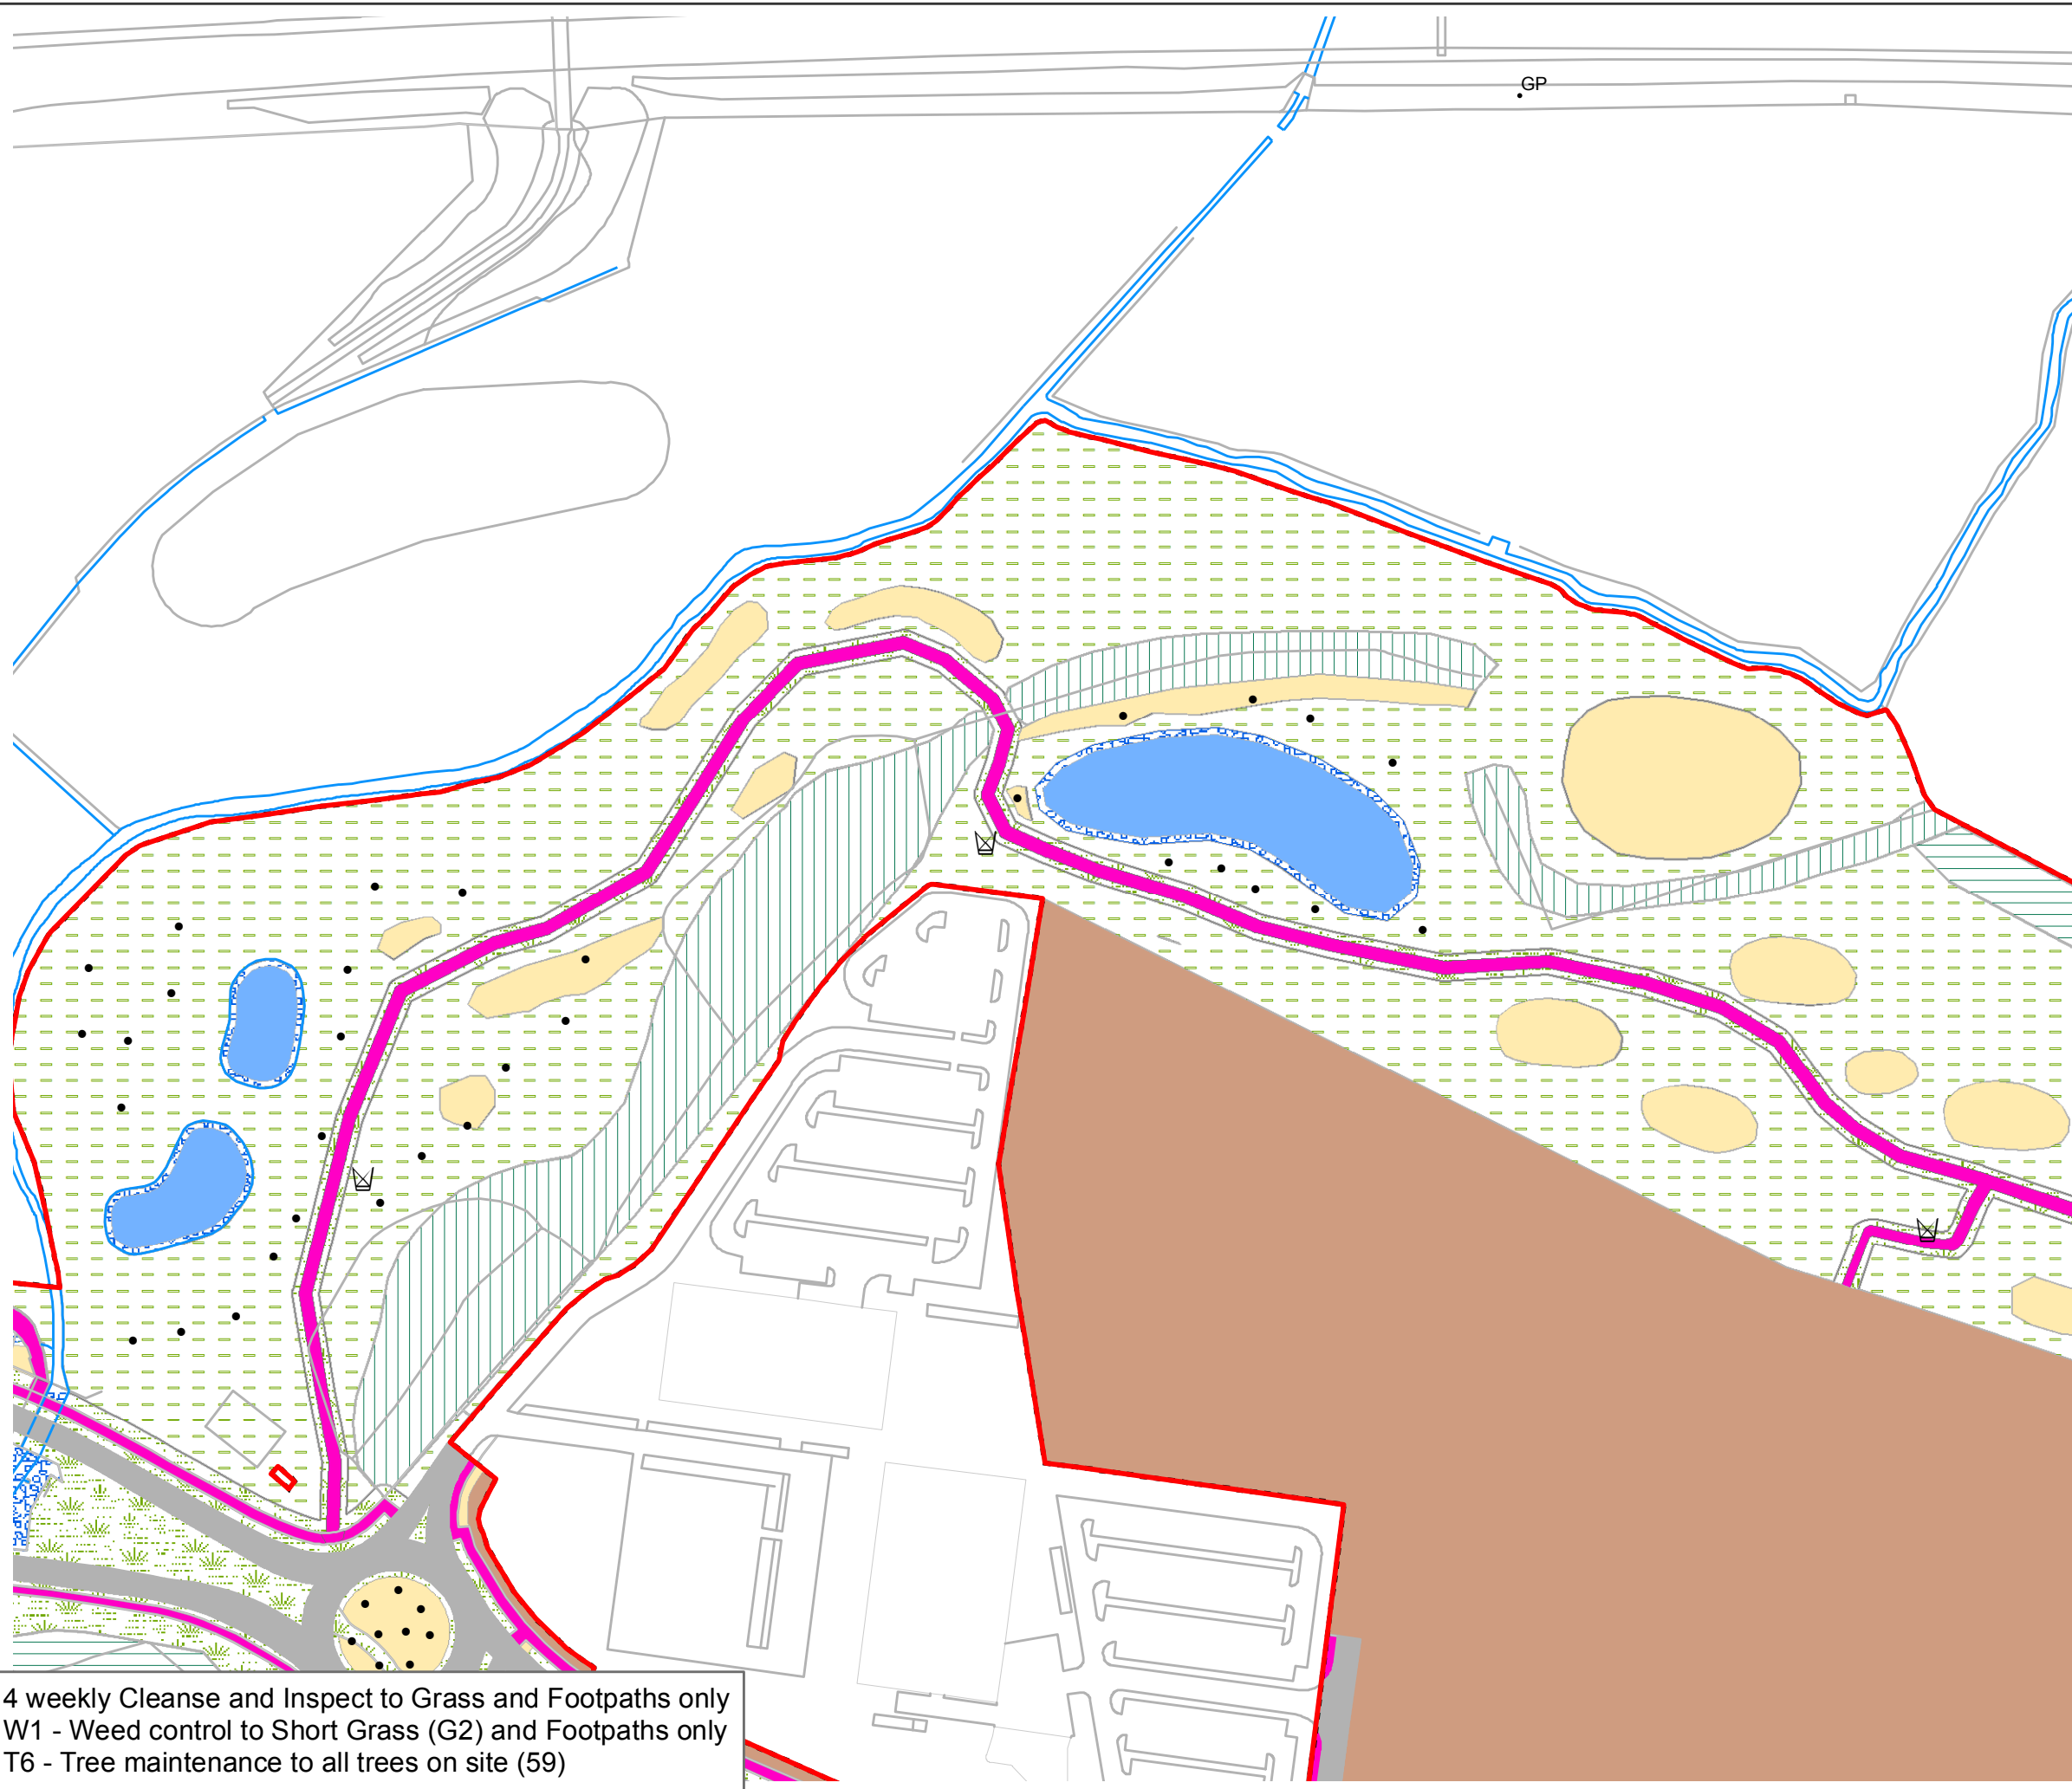 GP
4 weekly Cleanse and Inspect to Grass and Footpaths only
W1 - Weed control to Short Grass (G2) and Footpaths only
T6 - Tree maintenance to all trees on site (59)